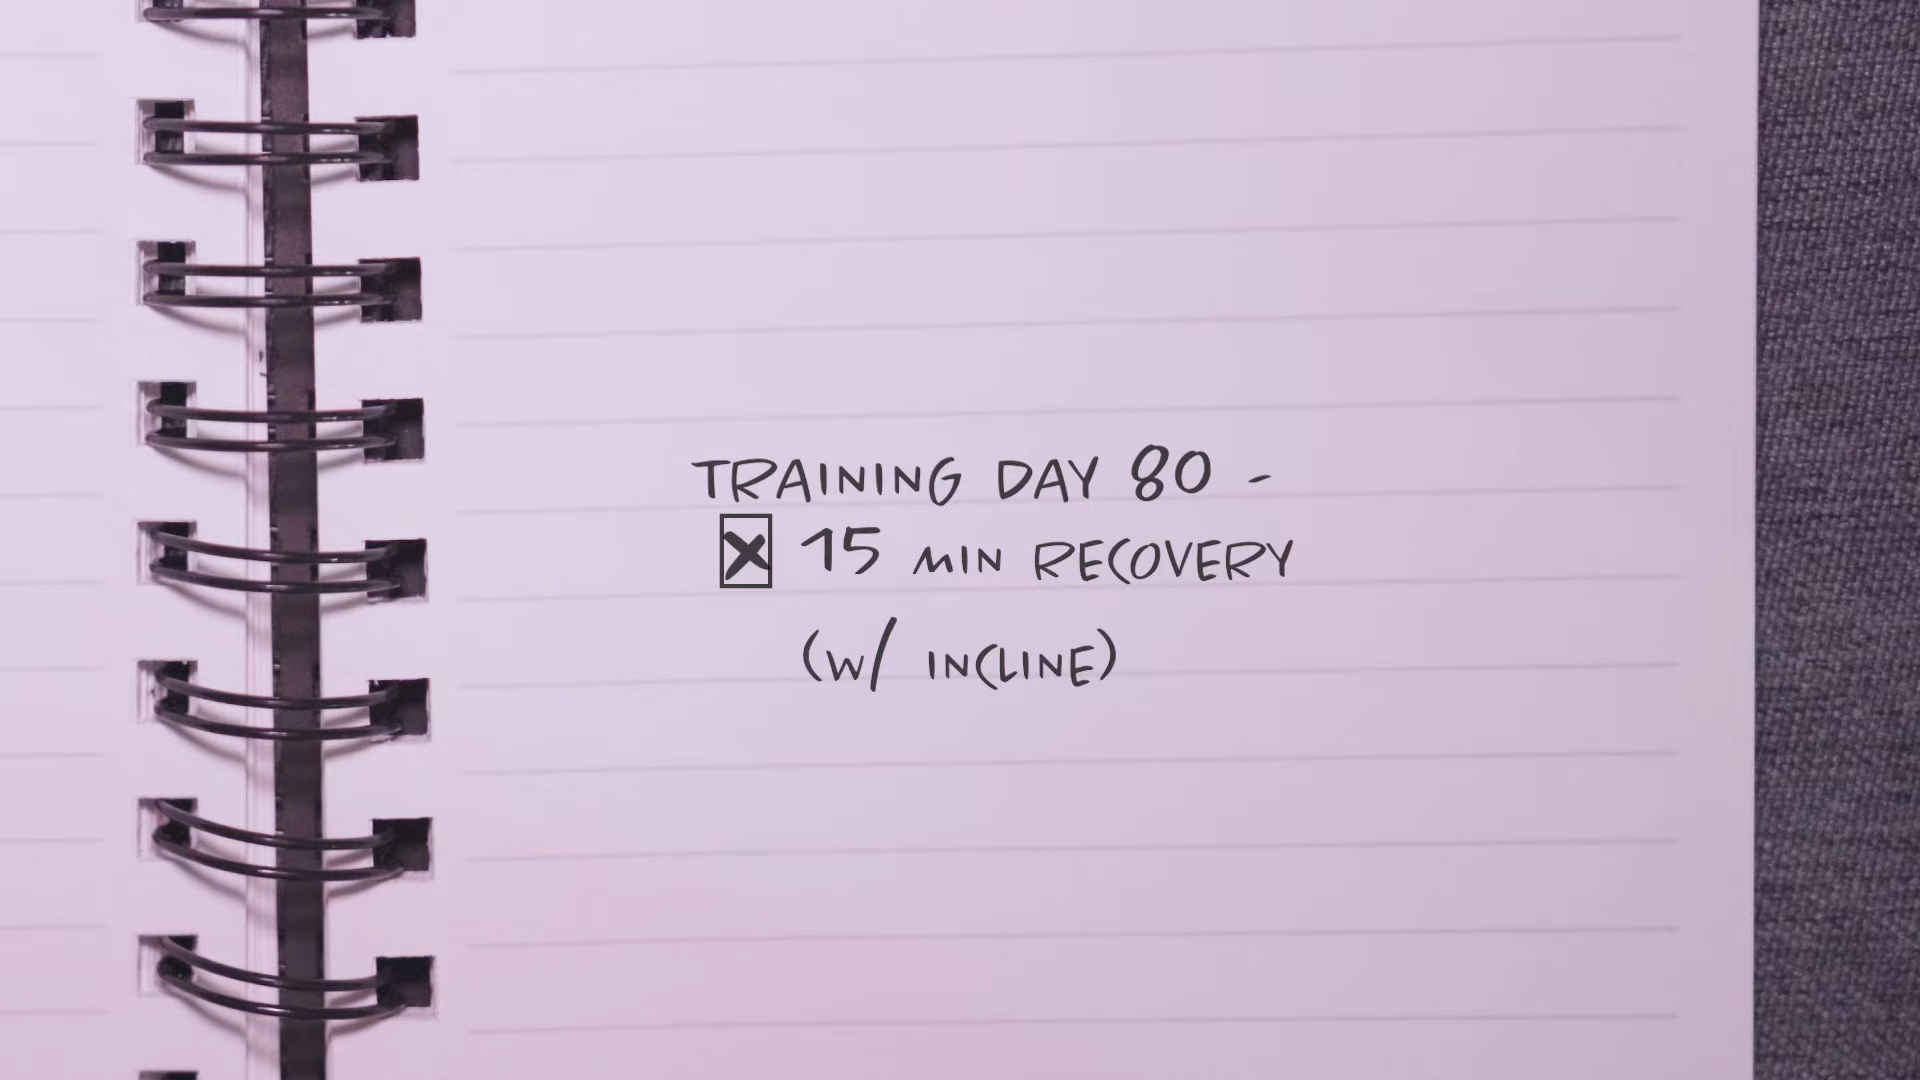 TRAINING DAY 80 -
☒ 15 MIN RECOVERY
(W/ INCLINE)